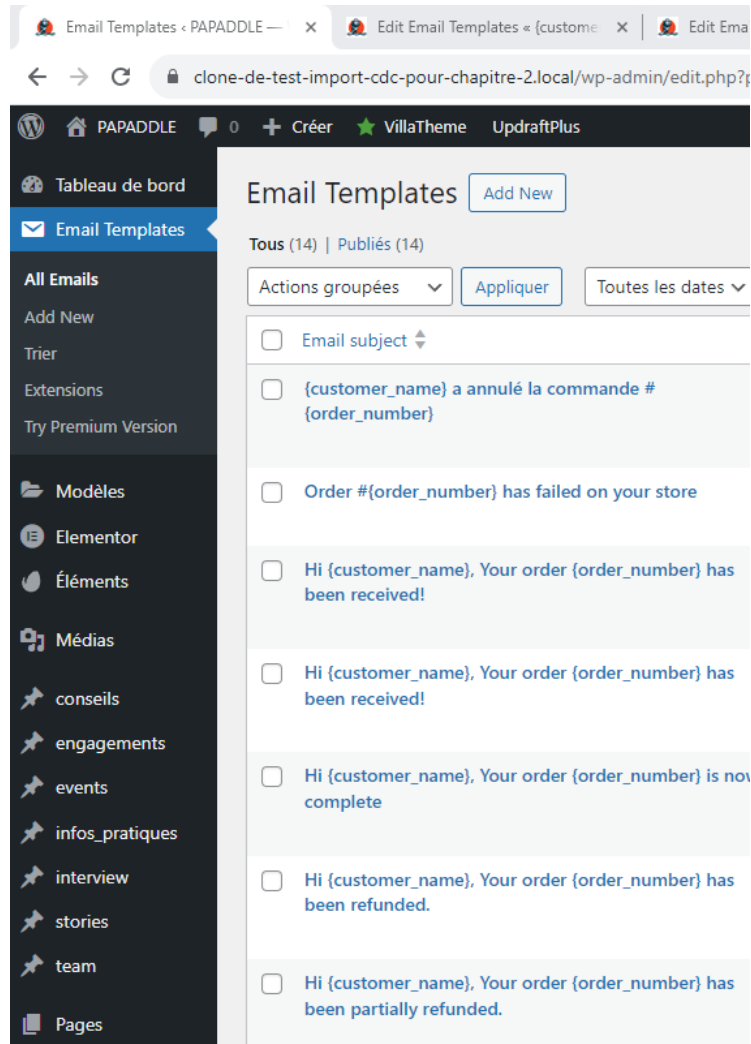 Email Templates ‹ PAPADDLE —
Edit Email Templates « {custome
Edit Ema
clone-de-test-import-cdc-pour-chapitre-2.local/wp-admin/edit.php?p
PAPADDLE
0
Créer
VillaTheme
UpdraftPlus
Tableau de bord
Email Templates
All Emails
Add New
Trier
Extensions
Try Premium Version
Modèles
Elementor
Éléments
Médias
conseils
engagements
events
infos_pratiques
interview
stories
team
Pages
Email Templates
Add New
Tous (14) | Publiés (14)
Actions groupées
Appliquer
Toutes les dates
Email subject
{customer_name} a annulé la commande #
{order_number}
Order #{order_number} has failed on your store
Hi {customer_name}, Your order {order_number} has
been received!
Hi {customer_name}, Your order {order_number} has
been received!
Hi {customer_name}, Your order {order_number} is now
complete
Hi {customer_name}, Your order {order_number} has
been refunded.
Hi {customer_name}, Your order {order_number} has
been partially refunded.